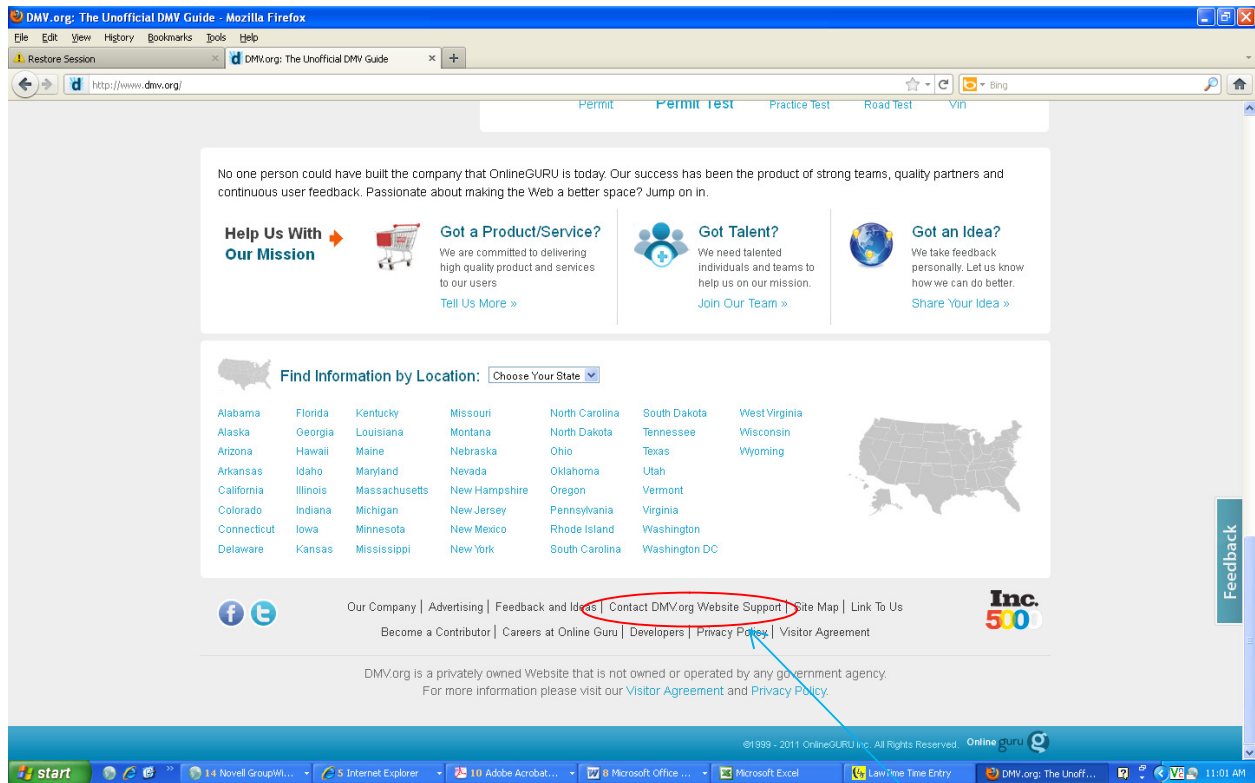 DMV.org: The Unofficial DMV Guide - Mozilla Firefox
File Edit View History Bookmarks Tools Help
Restore Session
DMV.org: The Unofficial DMV Guide
http://www.dmv.org/
Bing
Permit Permit Test Practice Test Road Test Vin
No one person could have built the company that OnlineGURU is today. Our success has been the product of strong teams, quality partners and
continuous user feedback. Passionate about making the Web a better space? Jump on in.
Help Us With
Our Mission
Got a Product/Service?
We are committed to delivering
high quality product and services
to our users
Tell Us More »
Got Talent?
We need talented
individuals and teams to
help us on our mission.
Join Our Team »
Got an Idea?
We take feedback
personally. Let us know
how we can do better.
Share Your Idea »
Find Information by Location: Choose Your State
Alabama Florida Kentucky Missouri North Carolina South Dakota West Virginia
Alaska Georgia Louisiana Montana North Dakota Tennessee Wisconsin
Arizona Hawaii Maine Nebraska Ohio Texas Wyoming
Arkansas Idaho Maryland Nevada Oklahoma Utah
California Illinois Massachusetts New Hampshire Oregon Vermont
Colorado Indiana Michigan New Jersey Pennsylvania Virginia
Connecticut Iowa Minnesota New Mexico Rhode Island Washington
Delaware Kansas Mississippi New York South Carolina Washington DC
Feedback
Our Company | Advertising | Feedback and Ideas | Contact DMV.org Website Support | Site Map | Link To Us
Become a Contributor | Careers at Online Guru | Developers | Privacy Policy | Visitor Agreement
Inc.
500
DMV.org is a privately owned Website that is not owned or operated by any government agency.
For more information please visit our Visitor Agreement and Privacy Policy.
©1999 - 2011 OnlineGURU Inc. All Rights Reserved. Online guru
start 14 Novell GroupWi... 5 Internet Explorer 10 Adobe Acrobat... 8 Microsoft Office ... Microsoft Excel LawTime Time Entry DMV.org: The Unoff... 11:01 AM